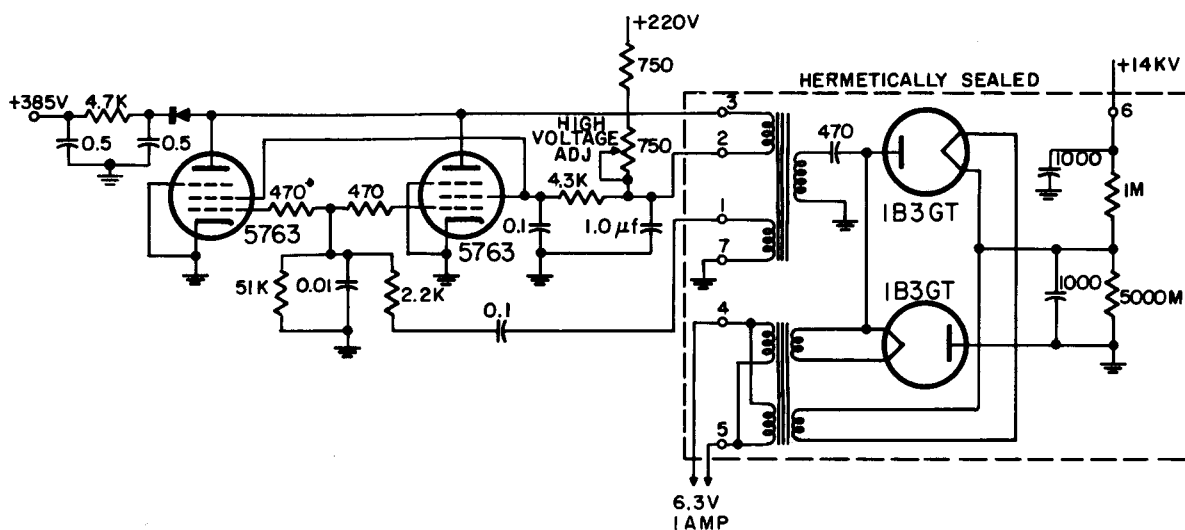 +220V
750
HERMETICALLY SEALED
+14KV
+385V
4.7K
3
6
0.5
0.5
HIGH
VOLTAGE
ADJ
750
2
470
1000
1M
470
470
4.3K
1
1B3GT
5763
5763
0.1
1.0 µf
7
51K
0.01
2.2K
1B3GT
1000
5000M
0.1
4
5
6.3V
1 AMP